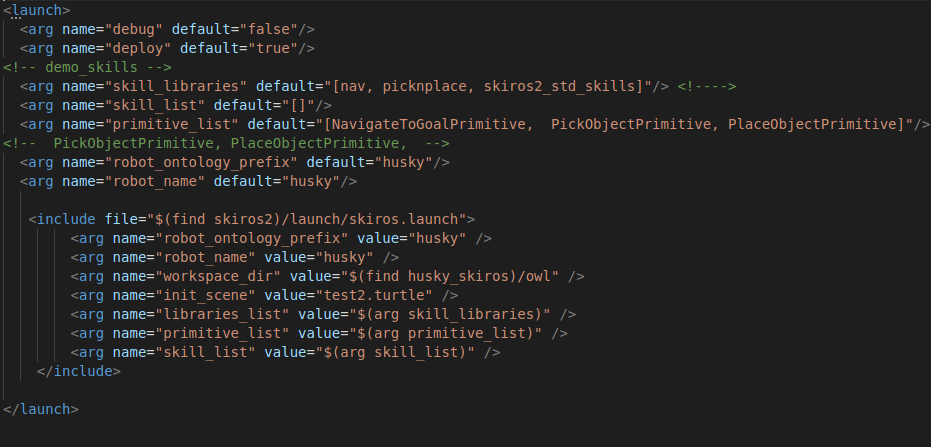 <launch>
<arg name="debug" default="false"/>
<arg name="deploy" default="true"/>
<!-- demo_skills -->
<arg name="skill_libraries" default="[nav, picknplace, skiros2_std_skills]"/> <!---->
<arg name="skill_list" default="[]"/>
<arg name="primitive_list" default="[NavigateToGoalPrimitive,  PickObjectPrimitive, PlaceObjectPrimitive]"/>
<!--  PickObjectPrimitive, PlaceObjectPrimitive,  -->
<arg name="robot_ontology_prefix" default="husky"/>
<arg name="robot_name" default="husky"/>
<include file="$(find skiros2)/launch/skiros.launch">
<arg name="robot_ontology_prefix" value="husky" />
<arg name="robot_name" value="husky" />
<arg name="workspace_dir" value="$(find husky_skiros)/owl" />
<arg name="init_scene" value="test2.turtle" />
<arg name="libraries_list" value="$(arg skill_libraries)" />
<arg name="primitive_list" value="$(arg primitive_list)" />
<arg name="skill_list" value="$(arg skill_list)" />
</include>
</launch>